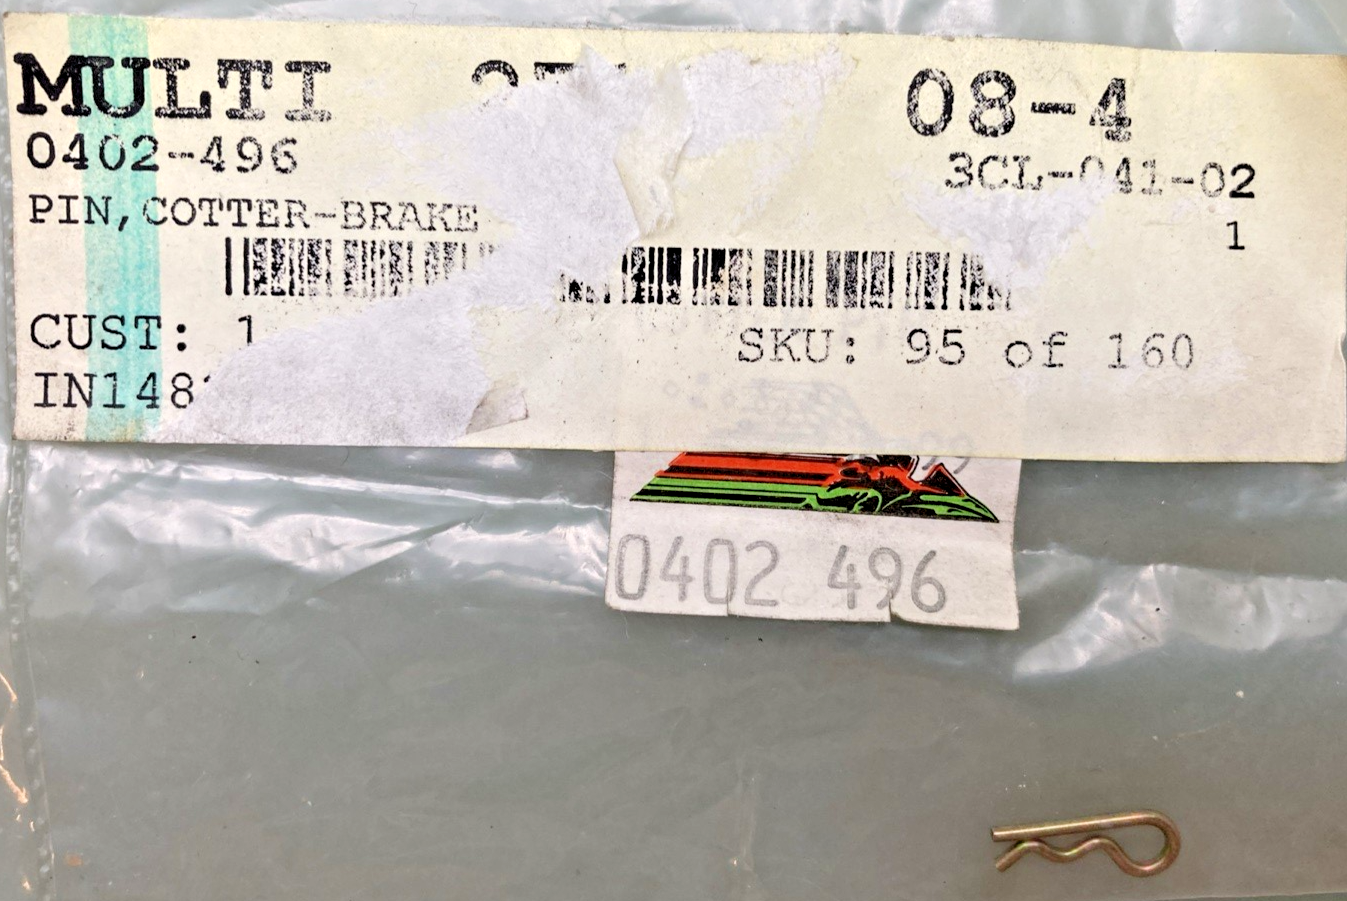 MULTI 08-4
0402-496 3CL-041-02
PIN,COTTER-BRAKE
1
CUST: 1 SKU: 95 of 160
IN148
0402 496